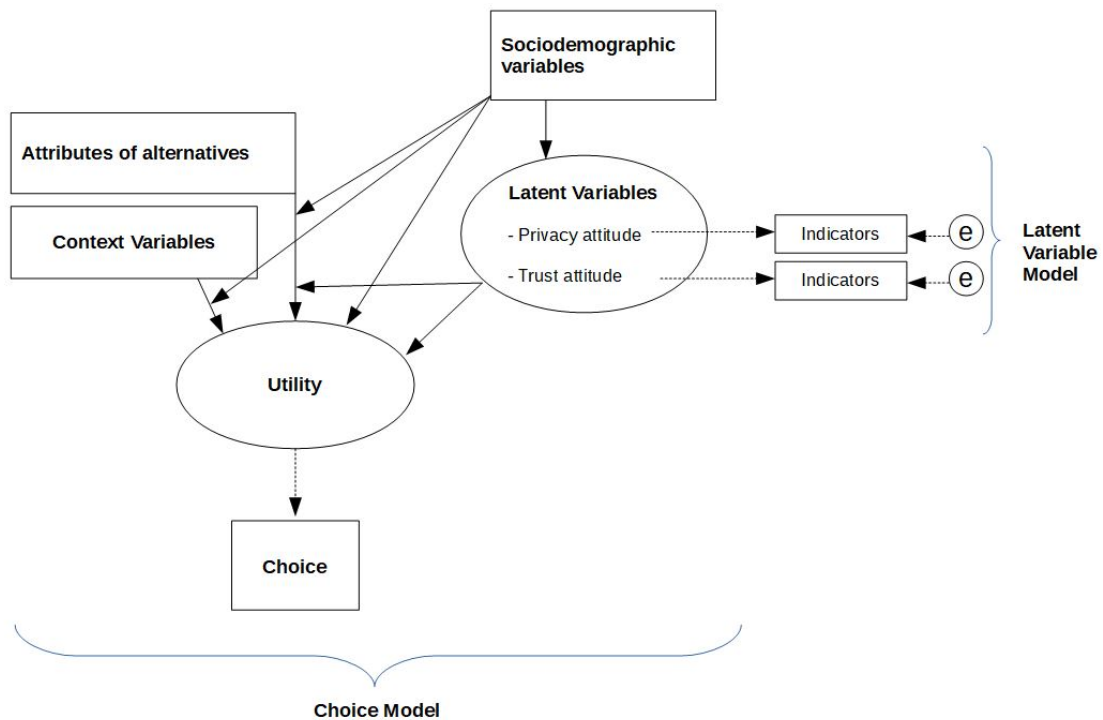 Sociodemographic
variables
Attributes of alternatives
Context Variables
Latent Variables
- Privacy attitude
- Trust attitude
Indicators
e
Indicators
e
Latent
Variable
Model
Utility
Choice
Choice Model